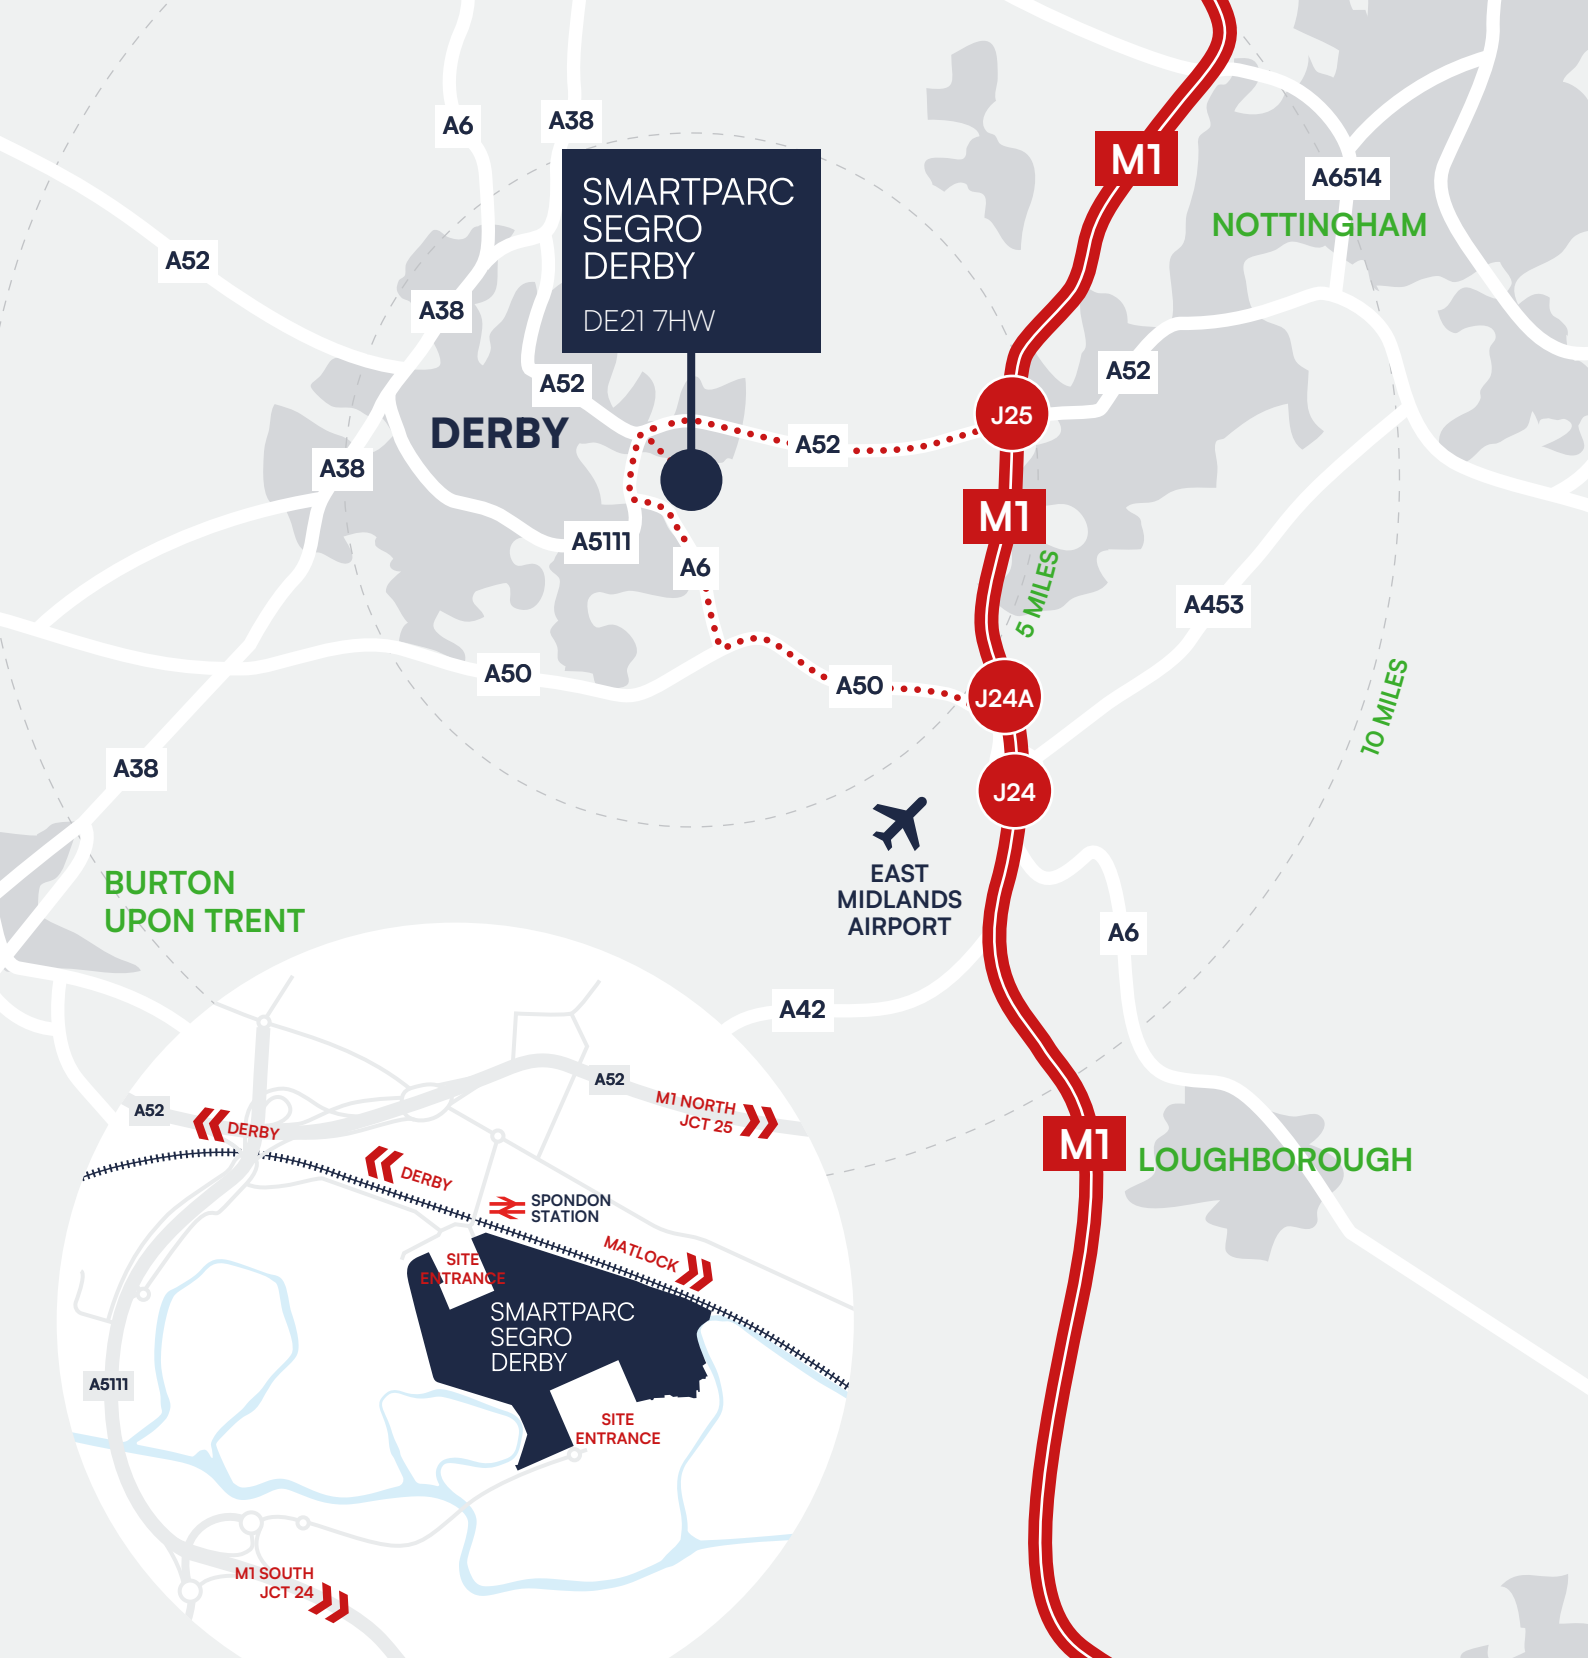 A6
A38
M1
SMARTPARC
SEGRO
DERBY
DE21 7HW
A6514
NOTTINGHAM
A52
A38
A52
A52
DERBY
J25
A52
A38
M1
A5111
A6
5 MILES
A453
A50
A50
J24A
10 MILES
A38
J24
EAST
MIDLANDS
AIRPORT
BURTON
UPON TRENT
A6
A42
A52
M1 NORTH
JCT 25
A52
DERBY
M1
LOUGHBOROUGH
DERBY
SPONDON
STATION
MATLOCK
SITE
ENTRANCE
SMARTPARC
SEGRO
DERBY
A5111
SITE
ENTRANCE
M1 SOUTH
JCT 24